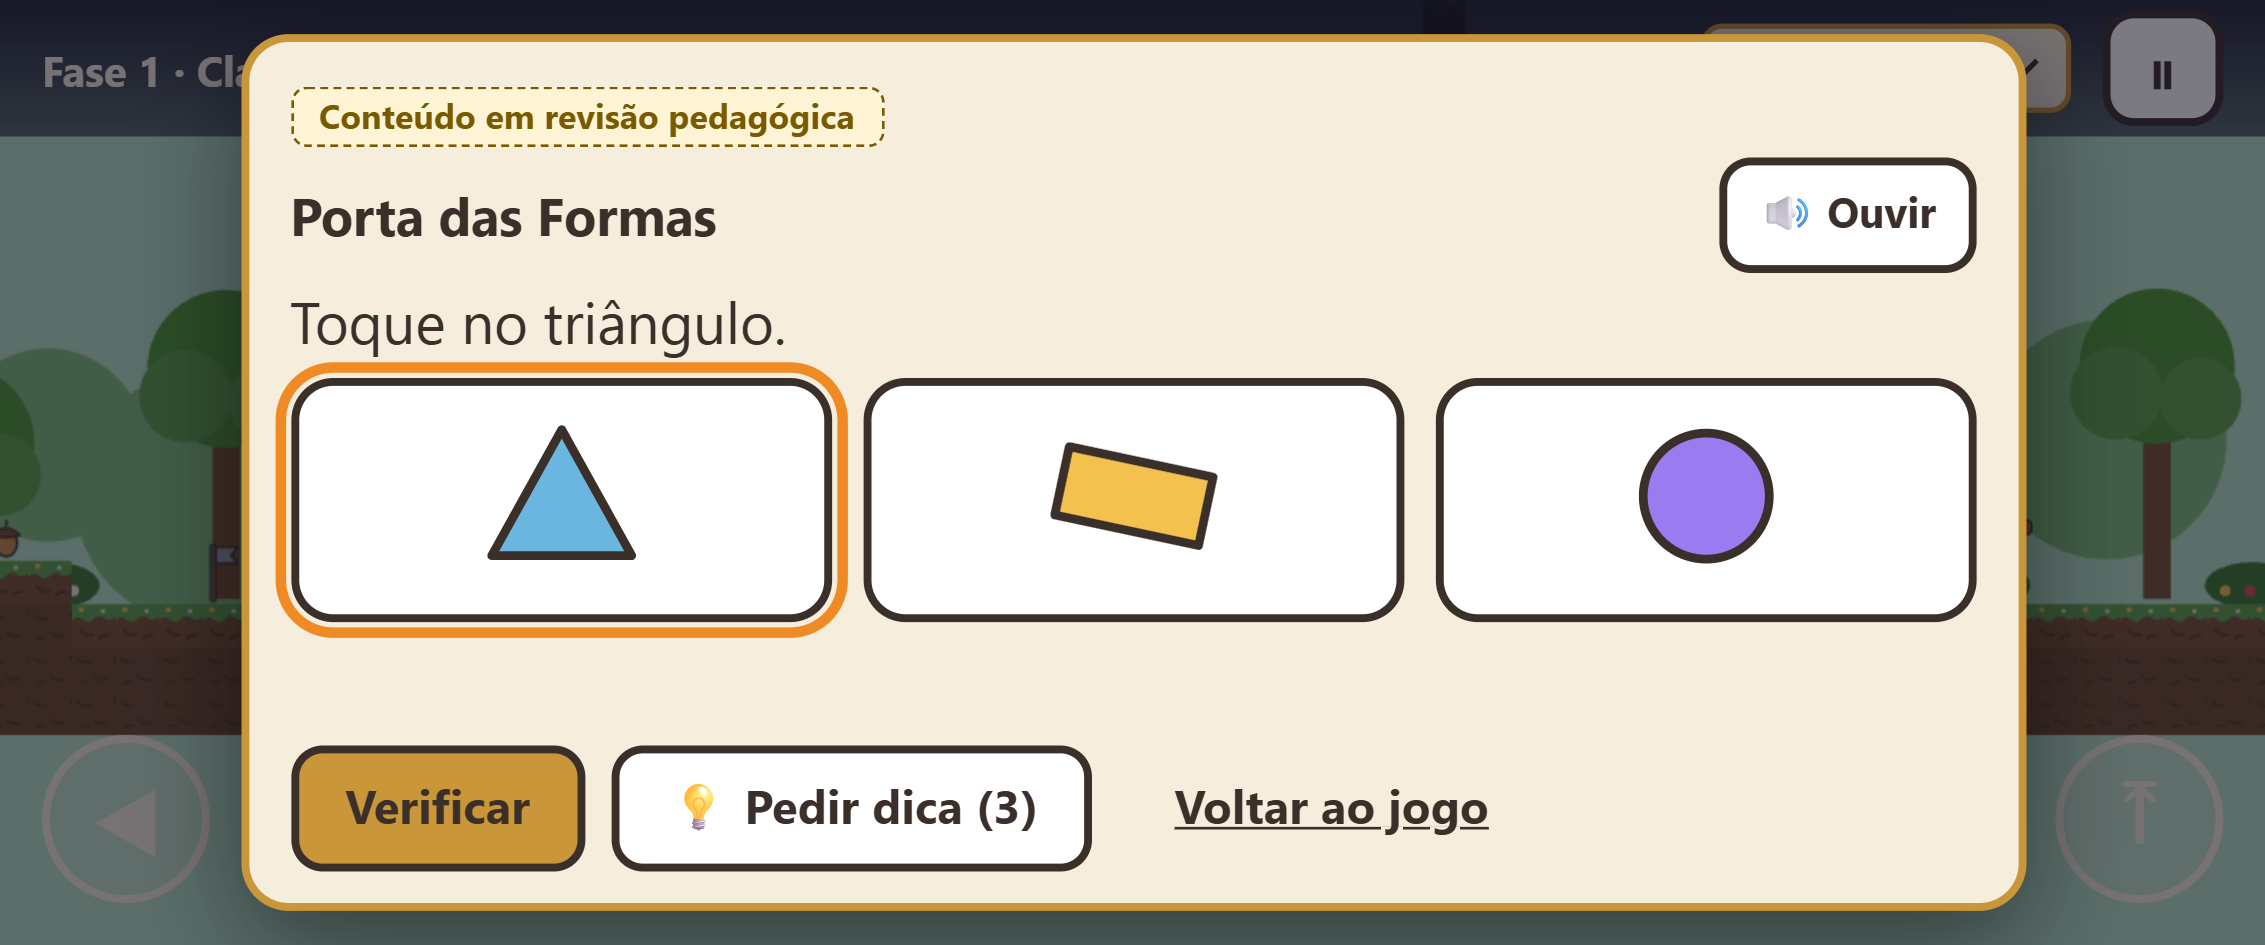 Fase 1 · Cla
Conteúdo em revisão pedagógica
Porta das Formas
Ouvir
Toque no triângulo.
Verificar
Pedir dica (3)
Voltar ao jogo